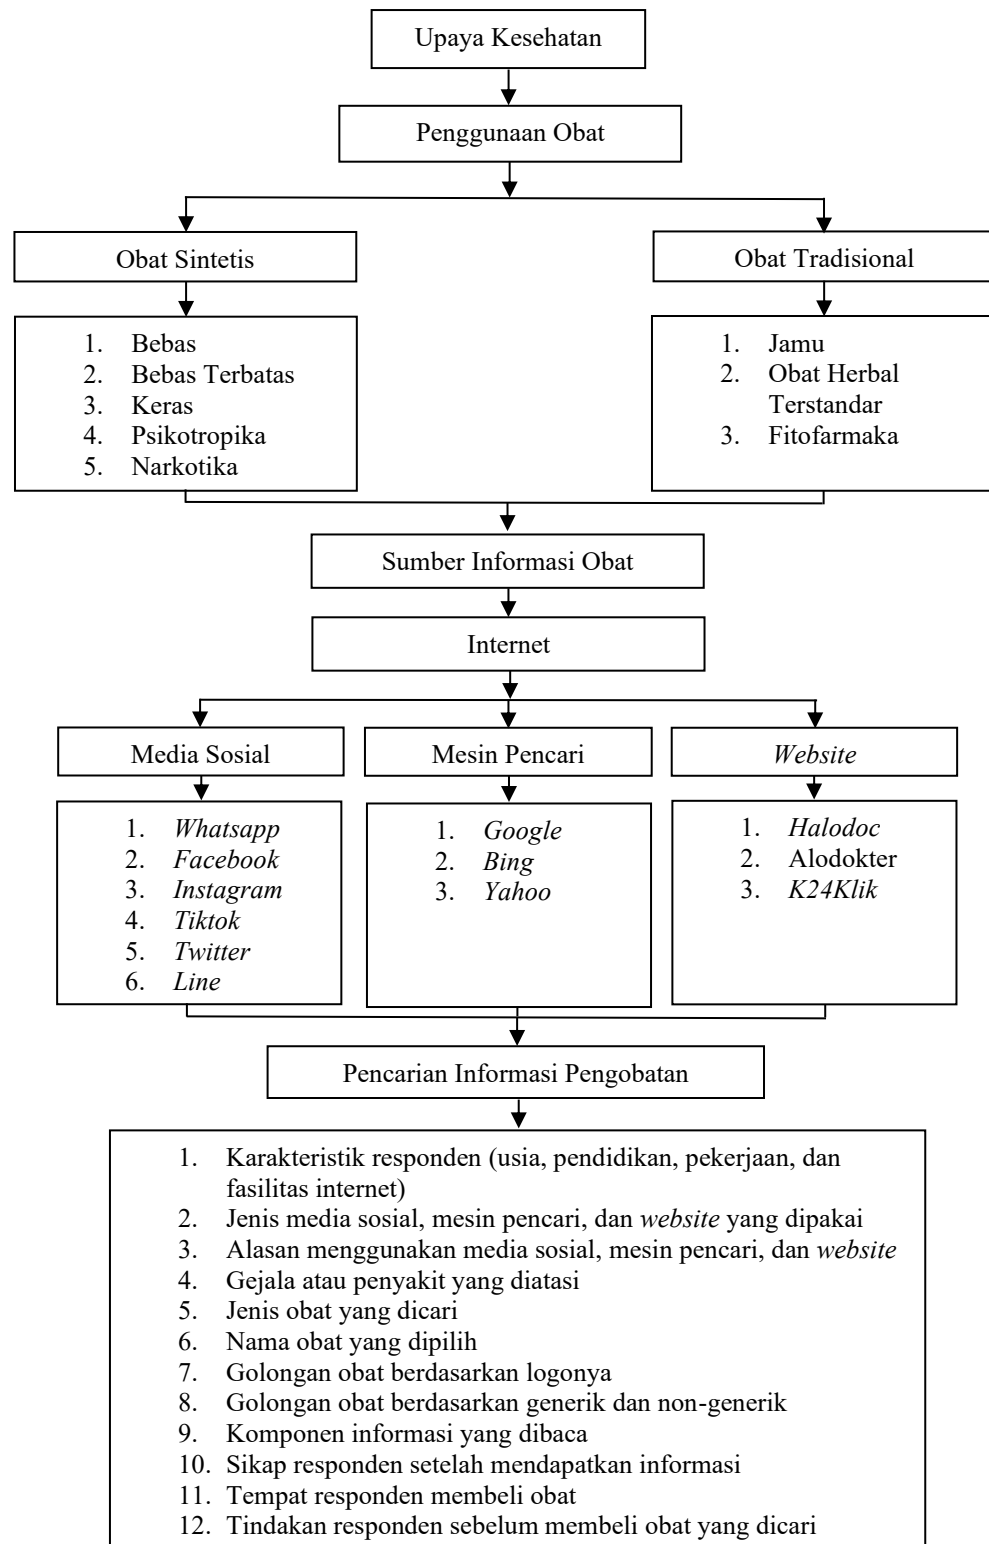 Upaya Kesehatan
Penggunaan Obat
Obat Sintetis
1. Bebas
2. Bebas Terbatas
3. Keras
4. Psikotropika
5. Narkotika
Obat Tradisional
1. Jamu
2. Obat Herbal
Terstandar
3. Fitofarmaka
Sumber Informasi Obat
Internet
Media Sosial
1. Whatsapp
2. Facebook
3. Instagram
4. Tiktok
5. Twitter
6. Line
Mesin Pencari
1. Google
2. Bing
3. Yahoo
Website
1. Halodoc
2. Alodokter
3. K24Klik
Pencarian Informasi Pengobatan
1. Karakteristik responden (usia, pendidikan, pekerjaan, dan
fasilitas internet)
2. Jenis media sosial, mesin pencari, dan website yang dipakai
3. Alasan menggunakan media sosial, mesin pencari, dan website
4. Gejala atau penyakit yang diatasi
5. Jenis obat yang dicari
6. Nama obat yang dipilih
7. Golongan obat berdasarkan logonya
8. Golongan obat berdasarkan generik dan non-generik
9. Komponen informasi yang dibaca
10. Sikap responden setelah mendapatkan informasi
11. Tempat responden membeli obat
12. Tindakan responden sebelum membeli obat yang dicari